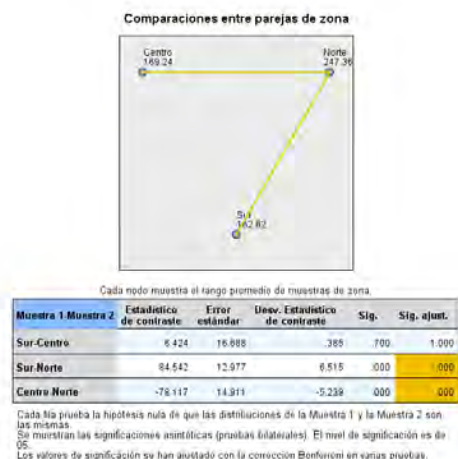 Comparaciones entre parejas de zona
Centro
169.24
Norte
247.36
Sur
162.82
Cada nodo muestra el rango promedio de muestras de zona.
Muestra 1-Muestra 2 Estadístico de contraste Error estándar Desv. Estadístico de contraste Sig. Sig. ajust.
Sur-Centro 6.424 16.688 .385 .700 1.000
Sur-Norte 84.542 12.977 6.515 .000 .000
Centro-Norte -78.117 14.911 -5.239 .000 .000
Cada fila prueba la hipótesis nula de que las distribuciones de la Muestra 1 y la Muestra 2 son
las mismas.
Se muestran las significaciones asintóticas (pruebas bilaterales). El nivel de significación es de
05.
Los valores de significación se han ajustado con la corrección Bonferroni en varias pruebas.